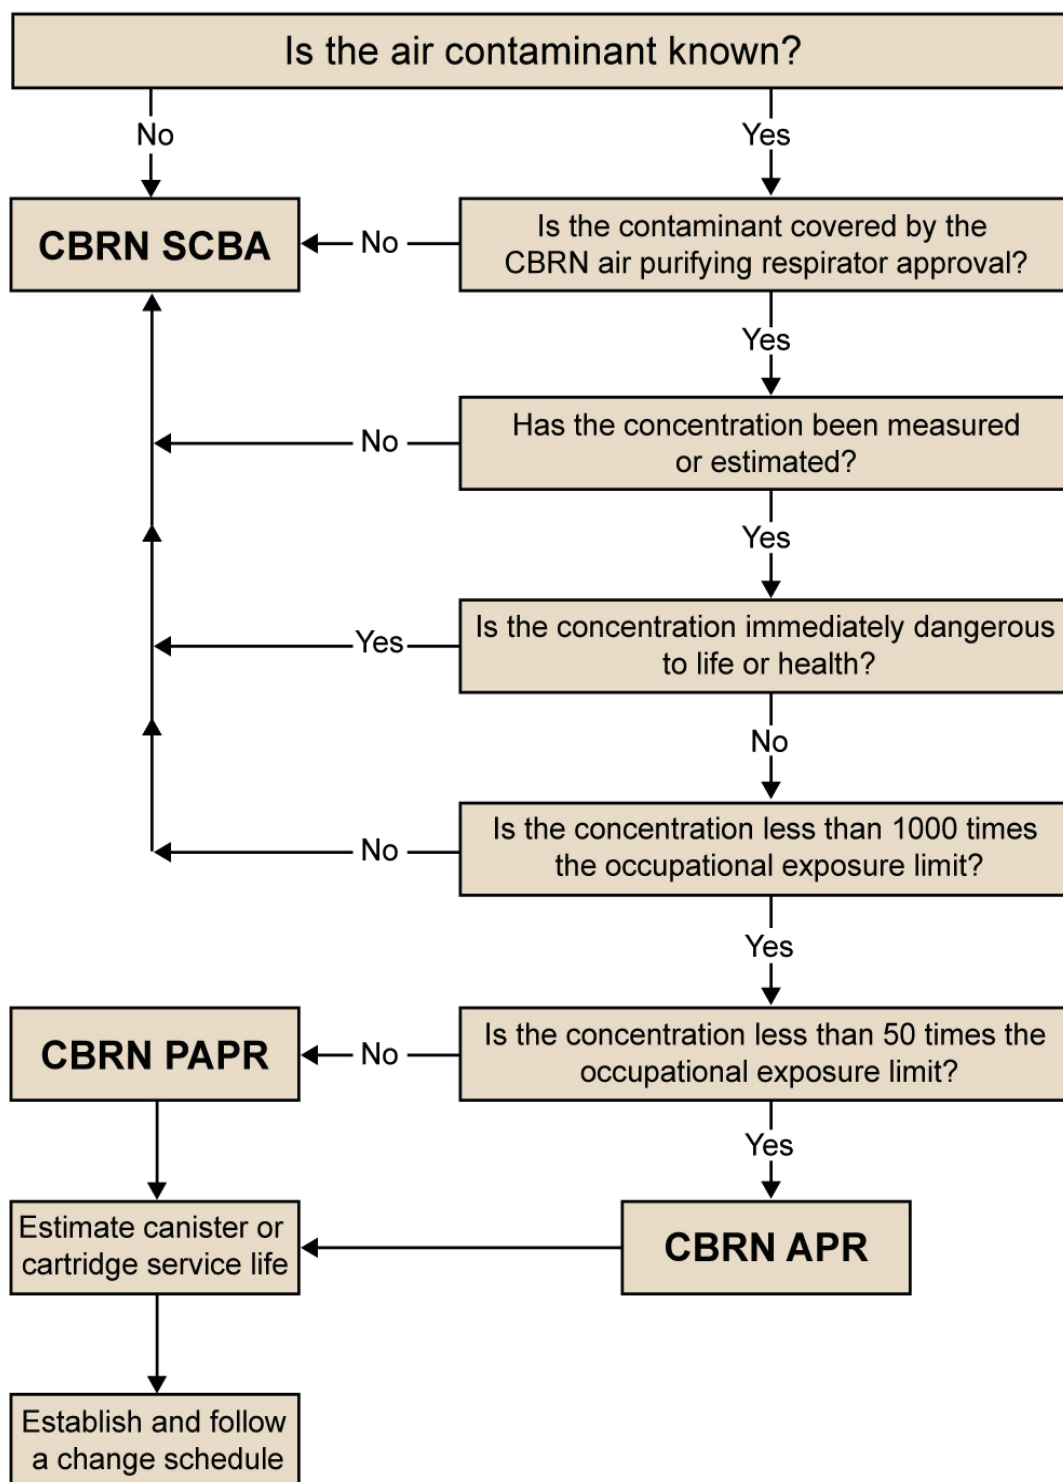 Is the air contaminant known?
No
Yes
CBRN SCBA
No
Is the contaminant covered by the
CBRN air purifying respirator approval?
Yes
No
Has the concentration been measured
or estimated?
Yes
Yes
Is the concentration immediately dangerous
to life or health?
No
No
Is the concentration less than 1000 times
the occupational exposure limit?
Yes
CBRN PAPR
No
Is the concentration less than 50 times the
occupational exposure limit?
Yes
Estimate canister or
cartridge service life
CBRN APR
Establish and follow
a change schedule